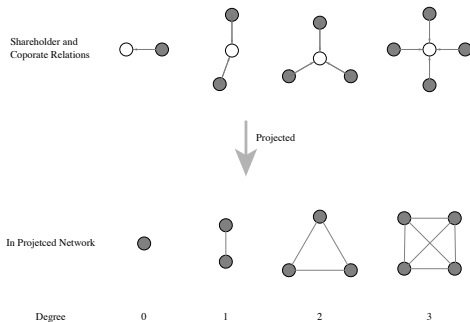 Shareholder and
Coporate Relations
Projected
In Projetced Network
Degree 0 1 2 3